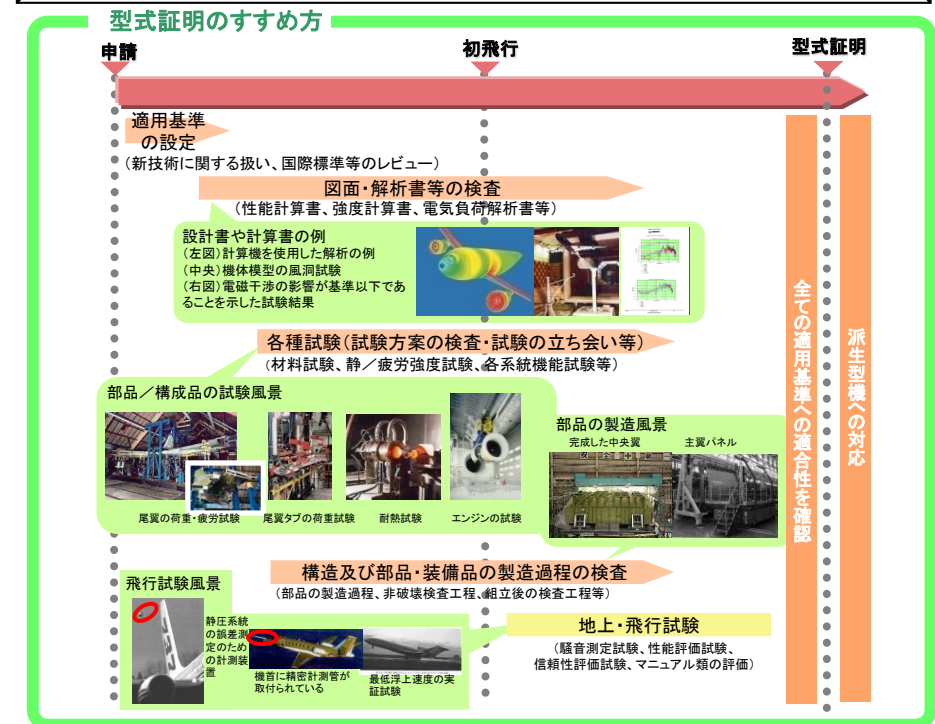 型式証明のすすめ方
申請
初飛行
型式証明
適用基準
の設定
(新技術に関する扱い、国際標準等のレビュー)
図面・解析書等の検査
(性能計算書、強度計算書、電気負荷解析書等)
設計書や計算書の例
(左図)計算機を使用した解析の例
(中央)機体模型の風洞試験
(右図)電磁干渉の影響が基準以下であ
ることを示した試験結果
各種試験(試験方案の検査・試験の立ち会い等)
(材料試験、静/疲労強度試験、各系統機能試験等)
部品/構成品の試験風景
尾翼の荷重・疲労試験
尾翼タブの荷重試験
耐熱試験
エンジンの試験
部品の製造風景
完成した中央翼
主翼パネル
安全十
構造及び部品・装備品の製造過程の検査
(部品の製造過程、非破壊検査工程、組立後の検査工程等)
飛行試験風景
静圧系統
の誤差測
定のため
の計測装
置
機首に精密計測管が
取付られている
最低浮上速度の実
証試験
地上・飛行試験
(騒音測定試験、性能評価試験、
信頼性評価試験、マニュアル類の評価)
全ての適用基準への適合性を確認
派生型機への対応